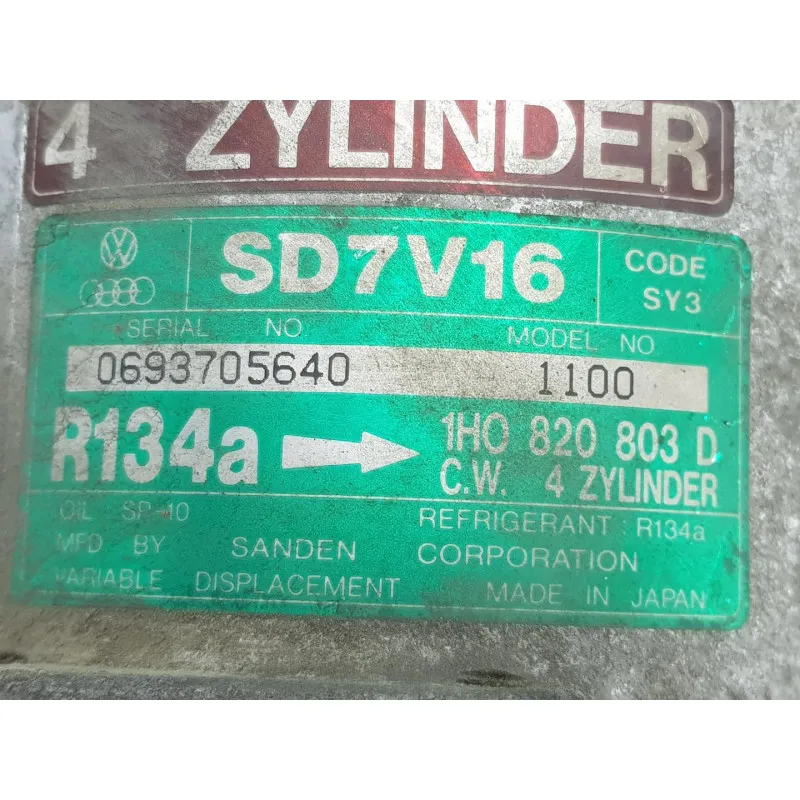 4 ZYLINDER
SD7V16
CODE
SY3
SERIAL NO
MODEL NO
0693705640
1100
R134a
1H0 820 803 D
C.W. 4 ZYLINDER
OIL SP-10
REFRIGERANT R134a
MFD BY SANDEN CORPORATION
VARIABLE DISPLACEMENT MADE IN JAPAN